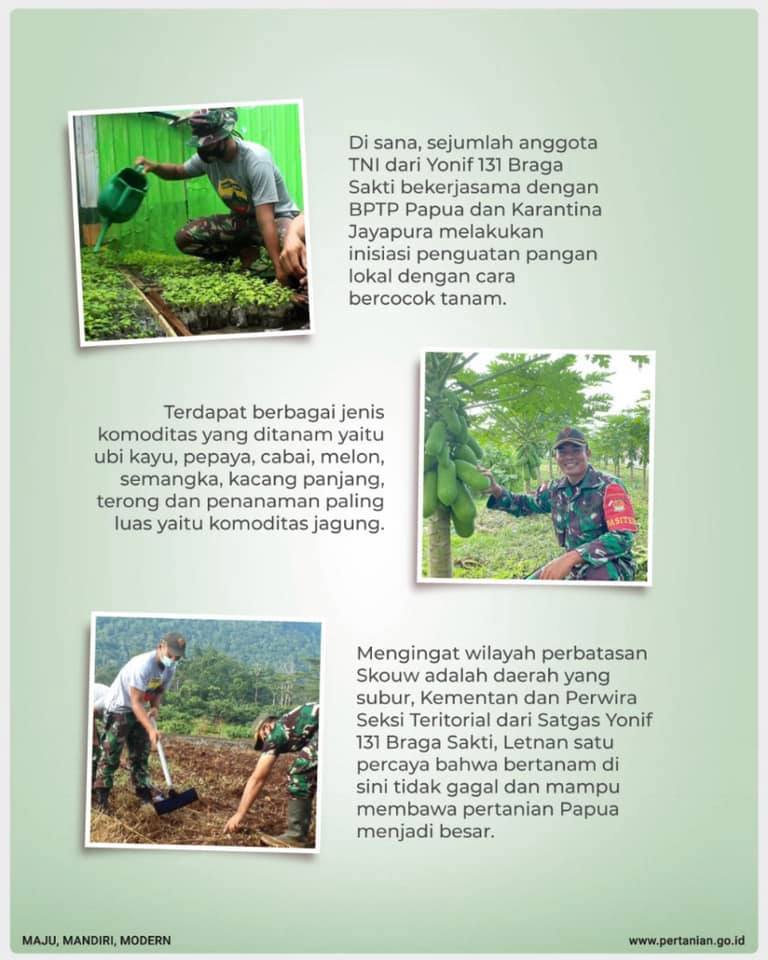 Di sana, sejumlah anggota
TNI dari Yonif 131 Braga
Sakti bekerjasama dengan
BPTP Papua dan Karantina
Jayapura melakukan
inisiasi penguatan pangan
lokal dengan cara
bercocok tanam.
Terdapat berbagai jenis
komoditas yang ditanam yaitu
ubi kayu, pepaya, cabai, melon,
semangka, kacang panjang,
terong dan penanaman paling
luas yaitu komoditas jagung.
Mengingat wilayah perbatasan
Skouw adalah daerah yang
subur, Kementan dan Perwira
Seksi Teritorial dari Satgas Yonif
131 Braga Sakti, Letnan satu
percaya bahwa bertanam di
sini tidak gagal dan mampu
membawa pertanian Papua
menjadi besar.
MAJU, MANDIRI, MODERN
www.pertanian.go.id